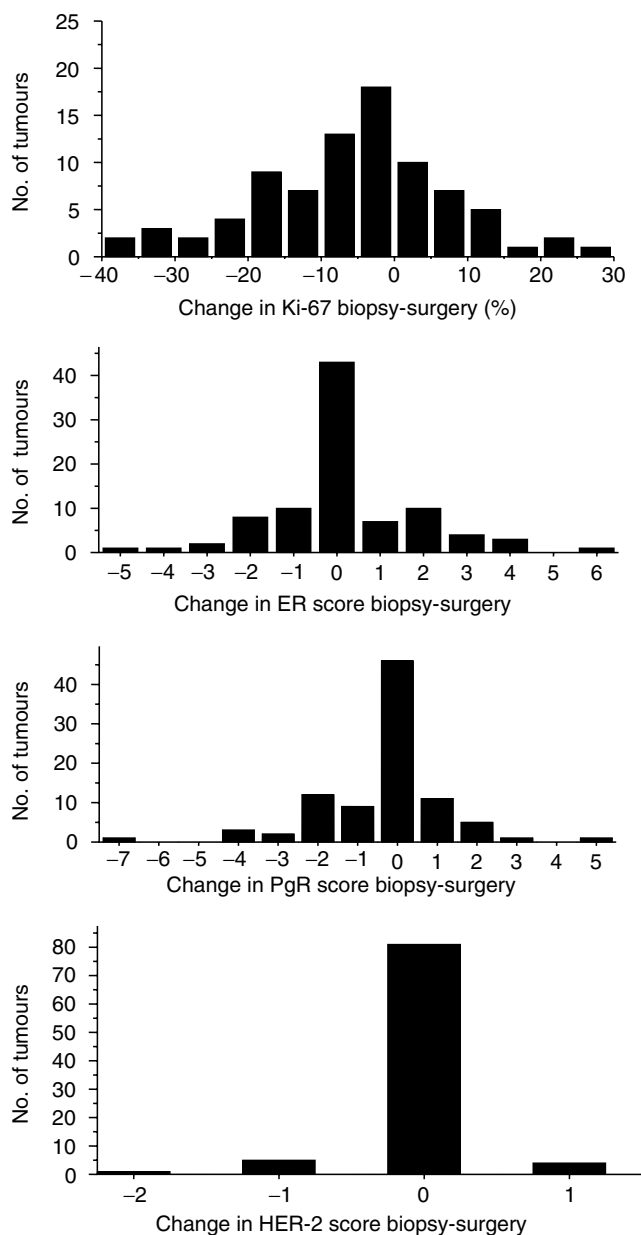 25
20
15
10
5
0
No. of tumours
−40 −30 −20 −10 0 10 20 30
Change in Ki-67 biopsy-surgery (%)
40
30
20
10
0
No. of tumours
−5 −4 −3 −2 −1 0 1 2 3 4 5 6
Change in ER score biopsy-surgery
40
30
20
10
0
No. of tumours
−7 −6 −5 −4 −3 −2 −1 0 1 2 3 4 5
Change in PgR score biopsy-surgery
80
70
60
50
40
30
20
10
0
No. of tumours
−2 −1 0 1
Change in HER-2 score biopsy-surgery